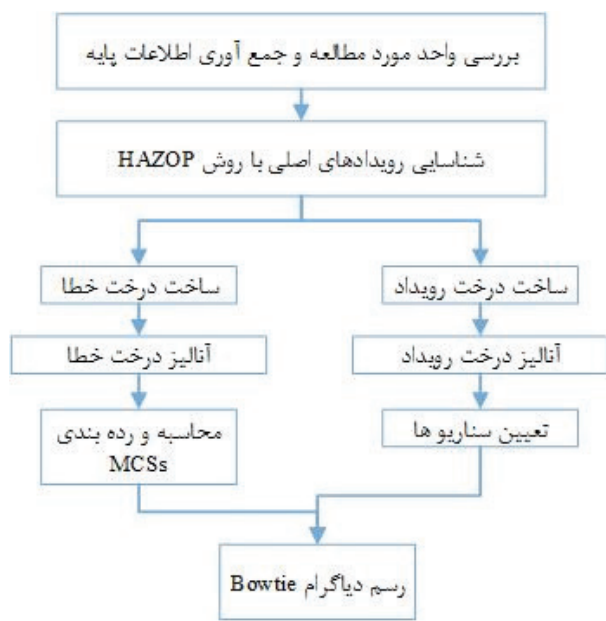 بررسی واحد مورد مطالعه و جمع آوری اطلاعات پایه
شناسایی رویدادهای اصلی با روش HAZOP
ساخت درخت رویداد
ساخت درخت خطا
آنالیز درخت رویداد
آنالیز درخت خطا
تعیین سناریو ها
محاسبه و رده بندی
MCSs
رسم دیاگرام Bowtie